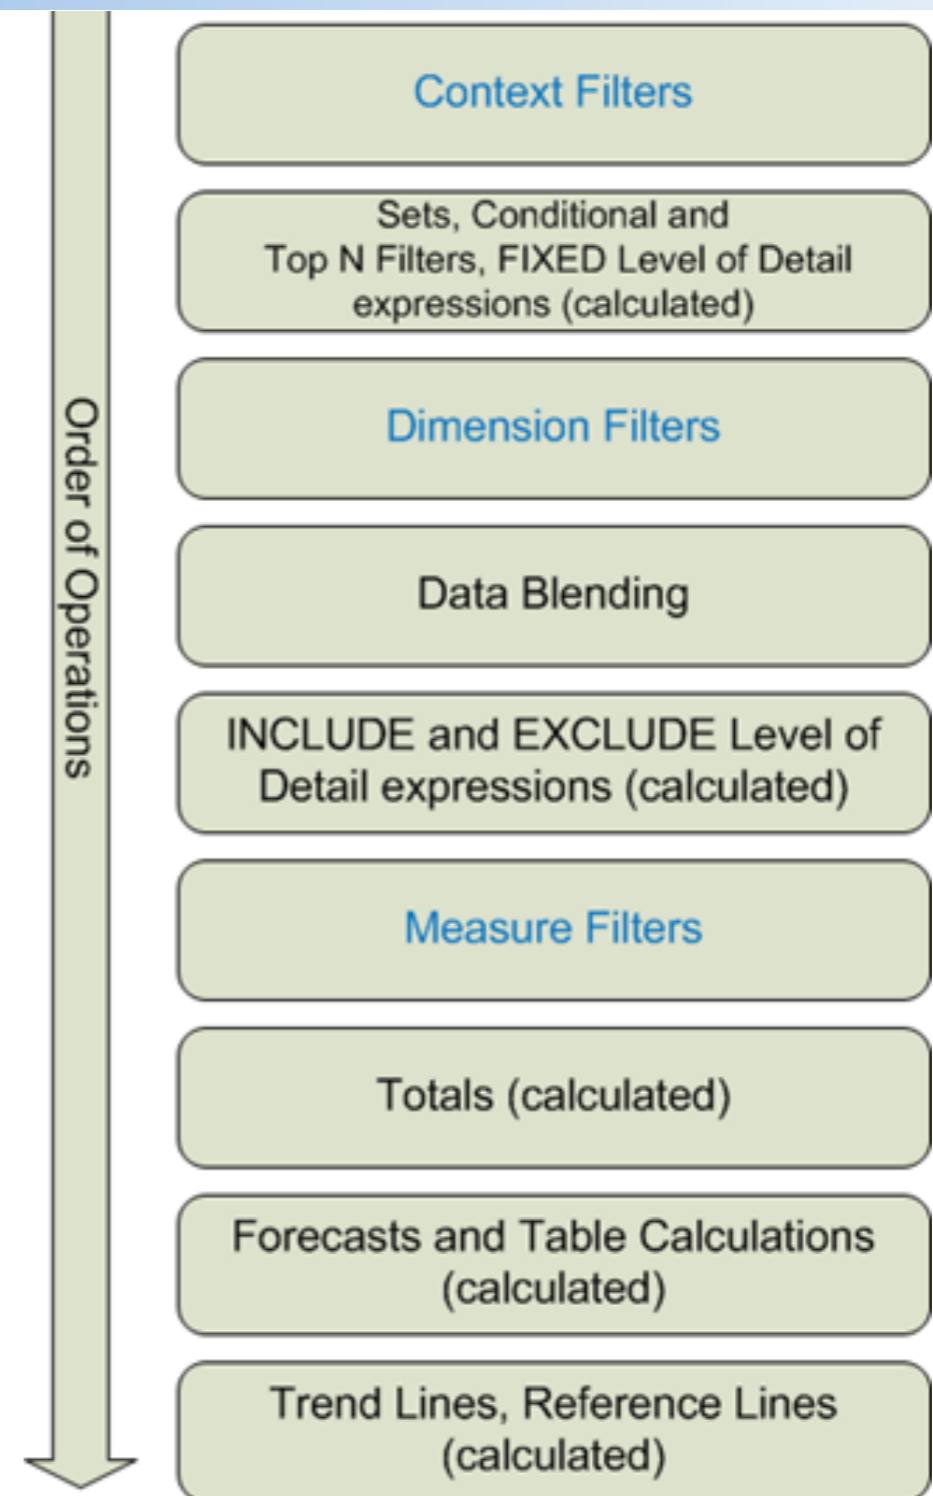 Order of Operations
Context Filters
Sets, Conditional and
Top N Filters, FIXED Level of Detail
expressions (calculated)
Dimension Filters
Data Blending
INCLUDE and EXCLUDE Level of
Detail expressions (calculated)
Measure Filters
Totals (calculated)
Forecasts and Table Calculations
(calculated)
Trend Lines, Reference Lines
(calculated)